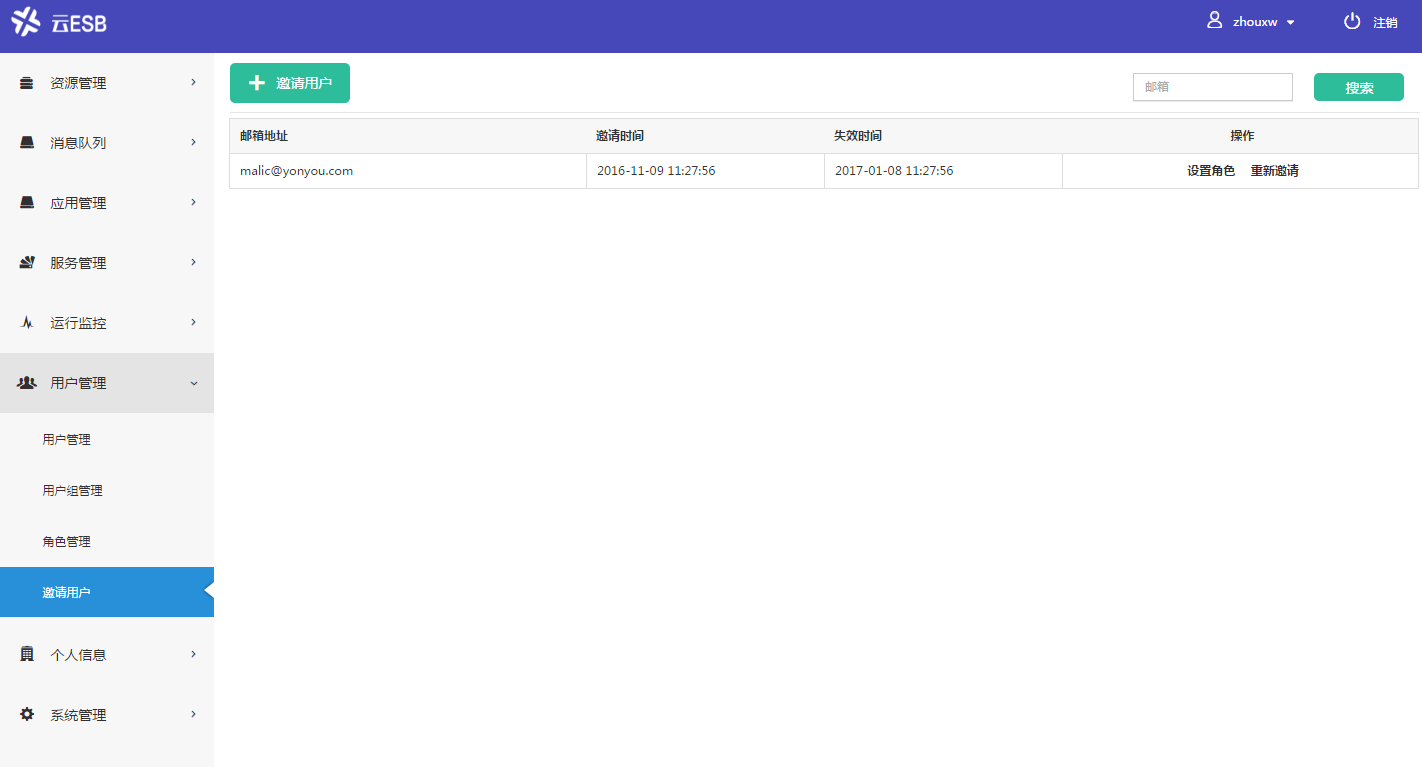 云ESB
zhouxw
注销
资源管理
消息队列
应用管理
服务管理
运行监控
用户管理
用户管理
用户组管理
角色管理
邀请用户
个人信息
系统管理
邀请用户
邮箱
搜索
邮箱地址 邀请时间 失效时间 操作
malic@yonyou.com 2016-11-09 11:27:56 2017-01-08 11:27:56 设置角色 重新邀请